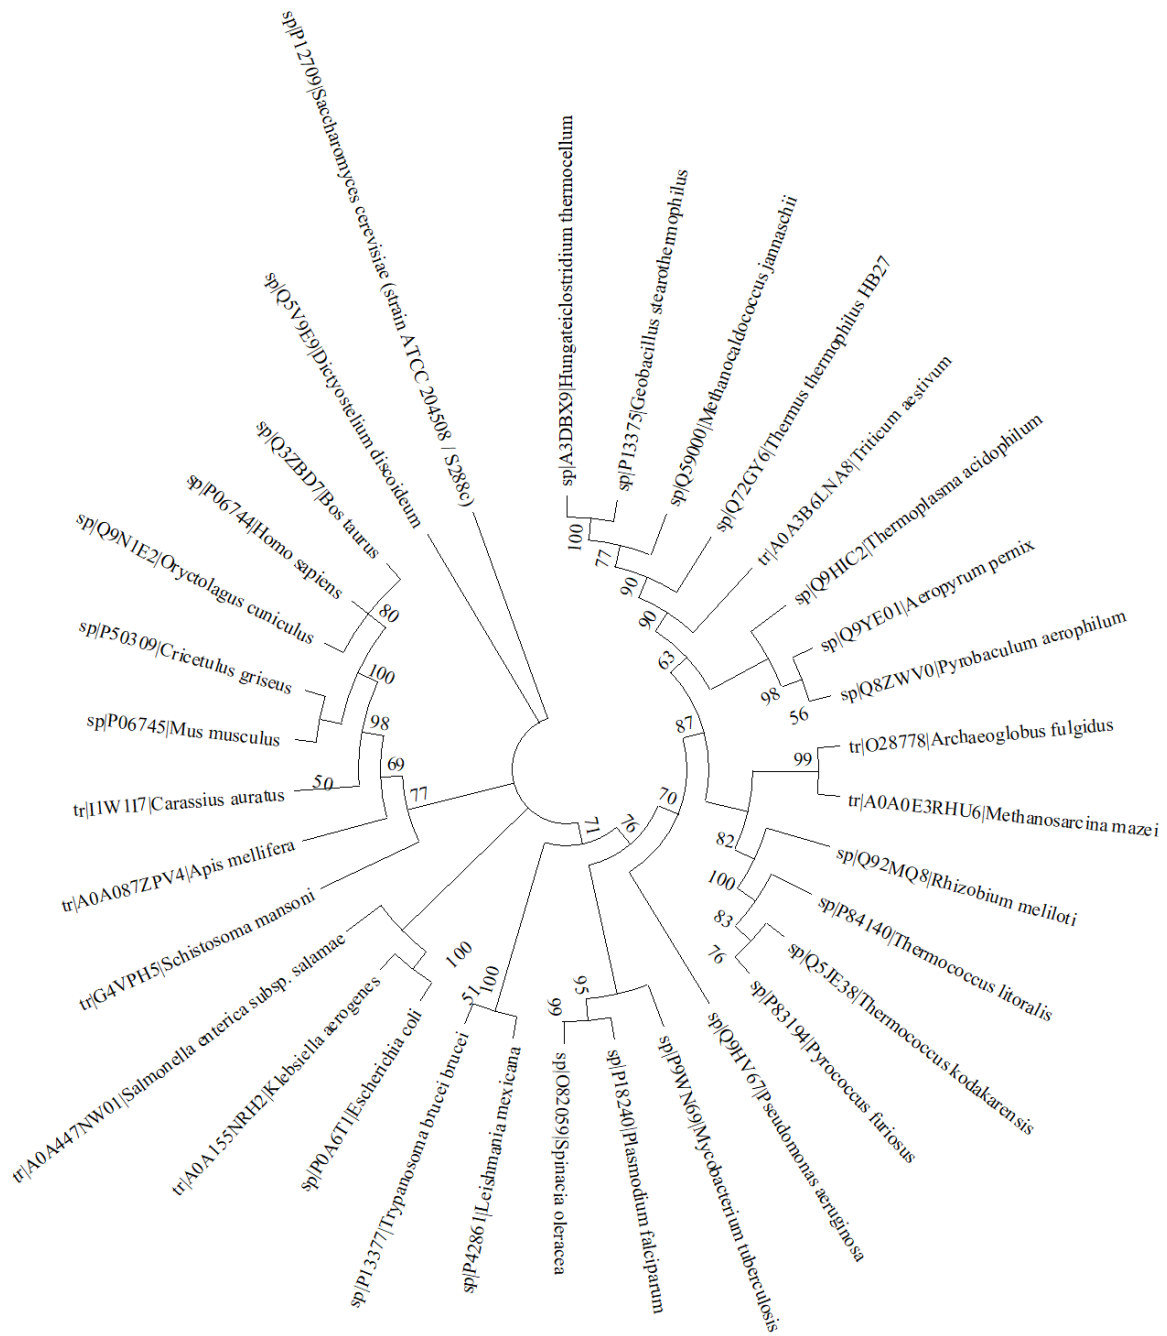 sp|P12709|Saccharomyces cerevisiae (strain ATCC 204508 / S288c)
sp|Q5V9E9|Dictyostelium discoideum
sp|Q3ZBD7|Bos taurus
sp|P06744|Homo sapiens
sp|Q9N1E2|Oryctolagus cuniculus
sp|P50309|Cricetulus griseus
sp|P06745|Mus musculus
tr|I1W1I7|Carassius auratus
tr|A0A087ZPV4|Apis mellifera
tr|G4VPH5|Schistosoma mansoni
tr|A0A447NW01|Salmonella enterica subsp. salamae
tr|A0A155NRH2|Klebsiella aerogenes
sp|P0A6T1|Escherichia coli
sp|P13377|Trypanosoma brucei brucei
sp|P42861|Leishmania mexicana
sp|O82059|Spinacia oleracea
sp|P18240|Plasmodium falciparum
sp|P9WN69|Mycobacterium tuberculosis
sp|Q9HV67|Pseudomonas aeruginosa
sp|P83194|Pyrococcus furiosus
sp|Q5JE38|Thermococcus kodakarensis
sp|P84140|Thermococcus litoralis
sp|Q92MQ8|Rhizobium meliloti
tr|A0A0E3RHU6|Methanosarcina mazei
tr|O28778|Archaeoglobus fulgidus
sp|Q8ZWV0|Pyrobaculum aerophilum
sp|Q9YE01|Aeropyrum pernix
sp|Q9HIC2|Thermoplasma acidophilum
tr|A0A3B6LNA8|Triticum aestivum
sp|Q72GY6|Thermus thermophilus HB27
sp|Q59000|Methanocaldococcus jannaschii
sp|P13375|Geobacillus stearothermophilus
sp|A3DBX9|Hungateiclostridium thermocellum
80
100
98
50
69
77
100
100
51
71
76
70
95
99
87
63
90
90
77
100
98
56
99
82
100
83
76